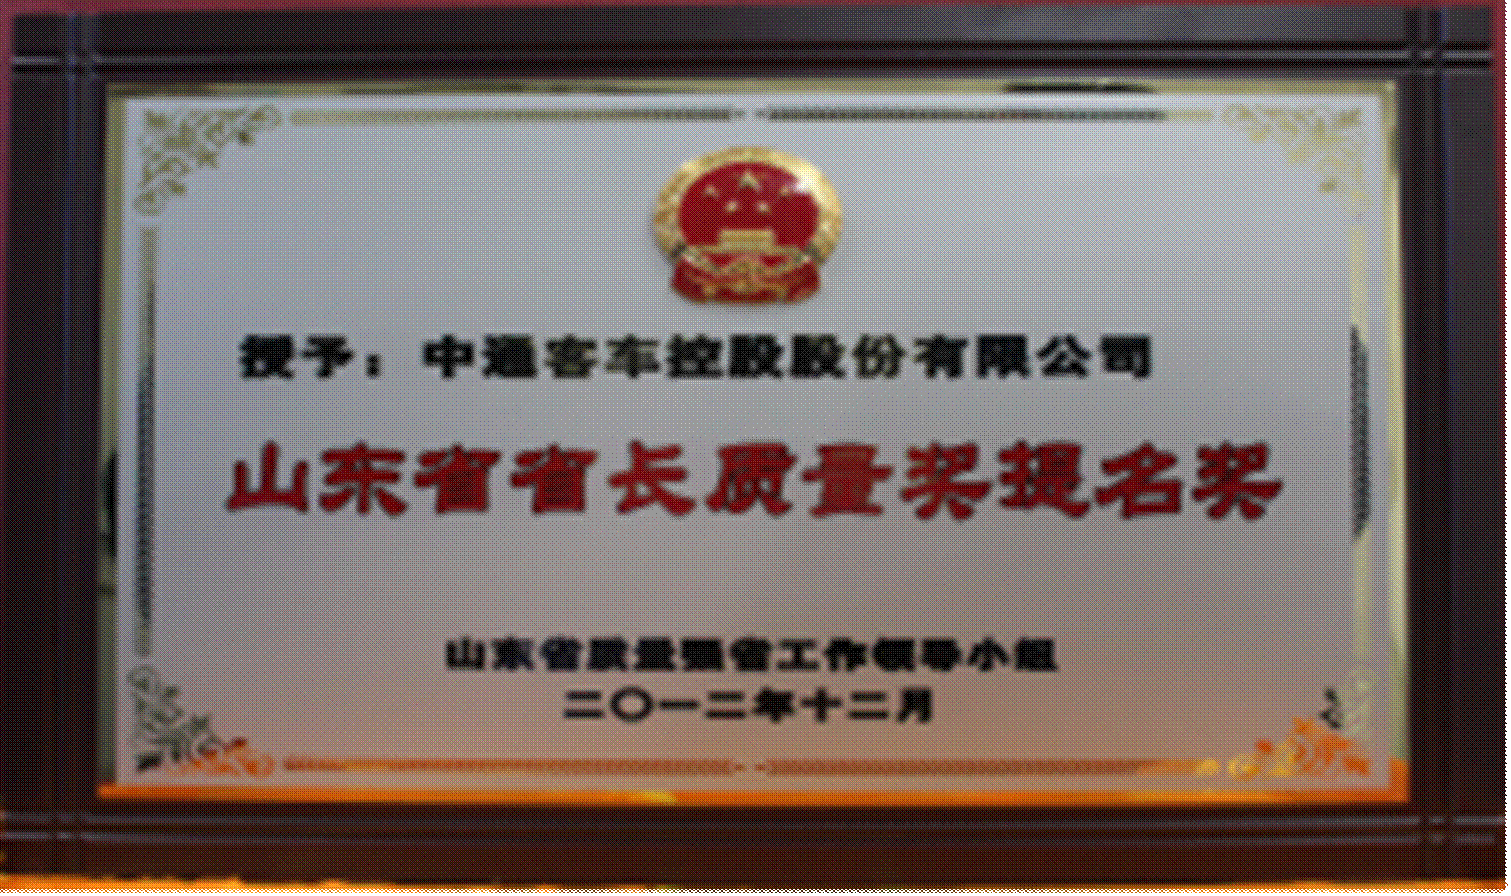 授予：中通客车控股股份有限公司
山东省省长质量奖提名奖
山东省质量强省工作领导小组
二〇一二年十二月